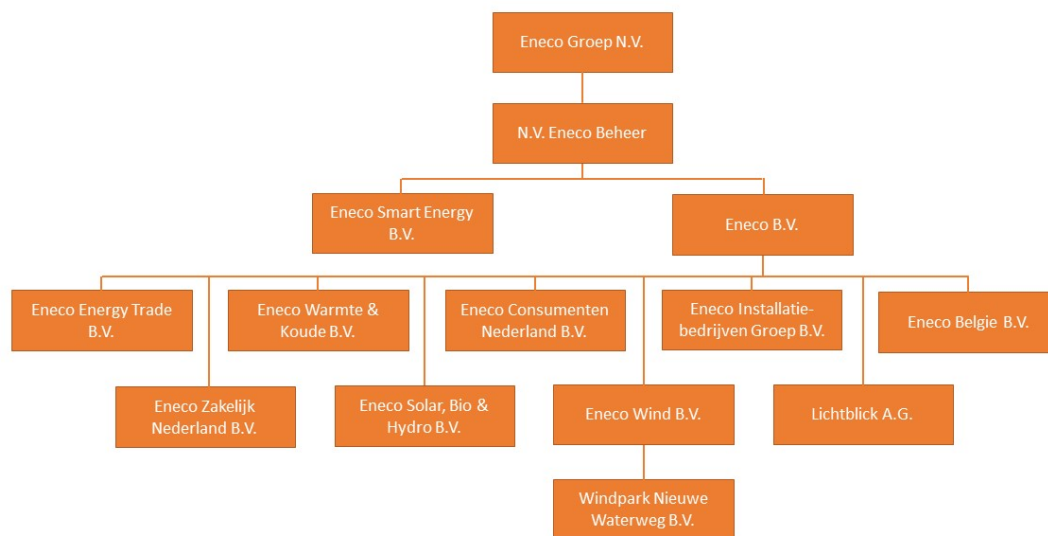 Eneco Groep N.V.
N.V. Eneco Beheer
Eneco Smart Energy
B.V.
Eneco B.V.
Eneco Energy Trade
B.V.
Eneco Warmte &
Koude B.V.
Eneco Consumenten
Nederland B.V.
Eneco Installatie-
bedrijven Groep B.V.
Eneco Belgie B.V.
Eneco Zakelijk
Nederland B.V.
Eneco Solar, Bio &
Hydro B.V.
Eneco Wind B.V.
Lichtblick A.G.
Windpark Nieuwe
Waterweg B.V.